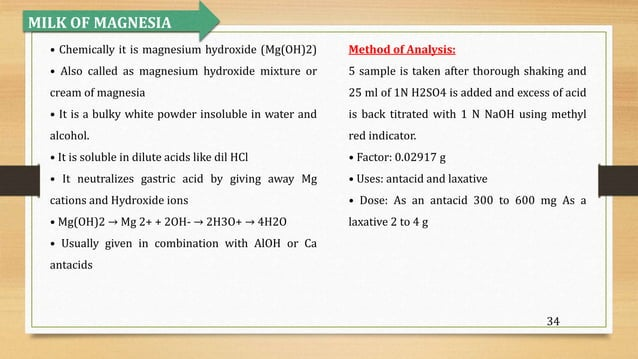 MILK OF MAGNESIA
• Chemically it is magnesium hydroxide (Mg(OH)2)
• Also called as magnesium hydroxide mixture or
cream of magnesia
• It is a bulky white powder insoluble in water and
alcohol.
• It is soluble in dilute acids like dil HCl
• It neutralizes gastric acid by giving away Mg
cations and Hydroxide ions
• Mg(OH)2 → Mg 2+ + 2OH- → 2H3O+ → 4H2O
• Usually given in combination with AlOH or Ca
antacids
Method of Analysis:
5 sample is taken after thorough shaking and
25 ml of 1N H2SO4 is added and excess of acid
is back titrated with 1 N NaOH using methyl
red indicator.
• Factor: 0.02917 g
• Uses: antacid and laxative
• Dose: As an antacid 300 to 600 mg As a
laxative 2 to 4 g
34